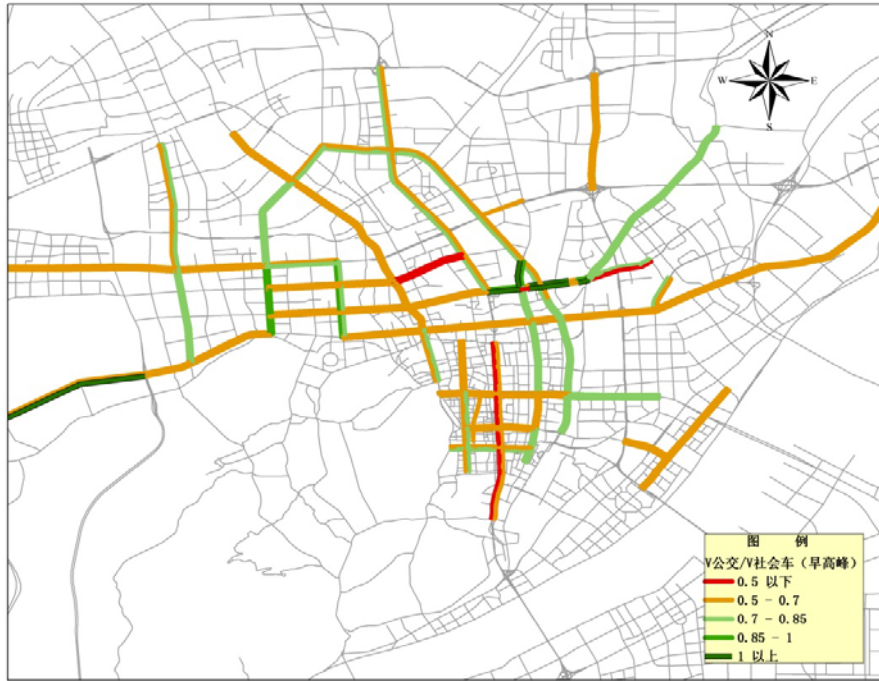 N
W
E
S
图 例
V公交/V社会车（早高峰）
0.5 以下
0.5 - 0.7
0.7 - 0.85
0.85 - 1
1 以上